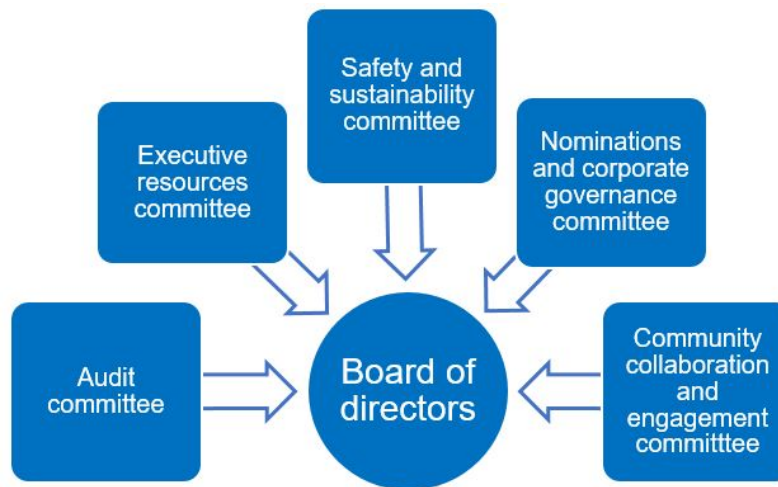 Safety and
sustainability
committee
Executive
resources
committee
Nominations
and corporate
governance
committee
Audit
committee
Board of
directors
Community
collaboration
and
engagement
committtee